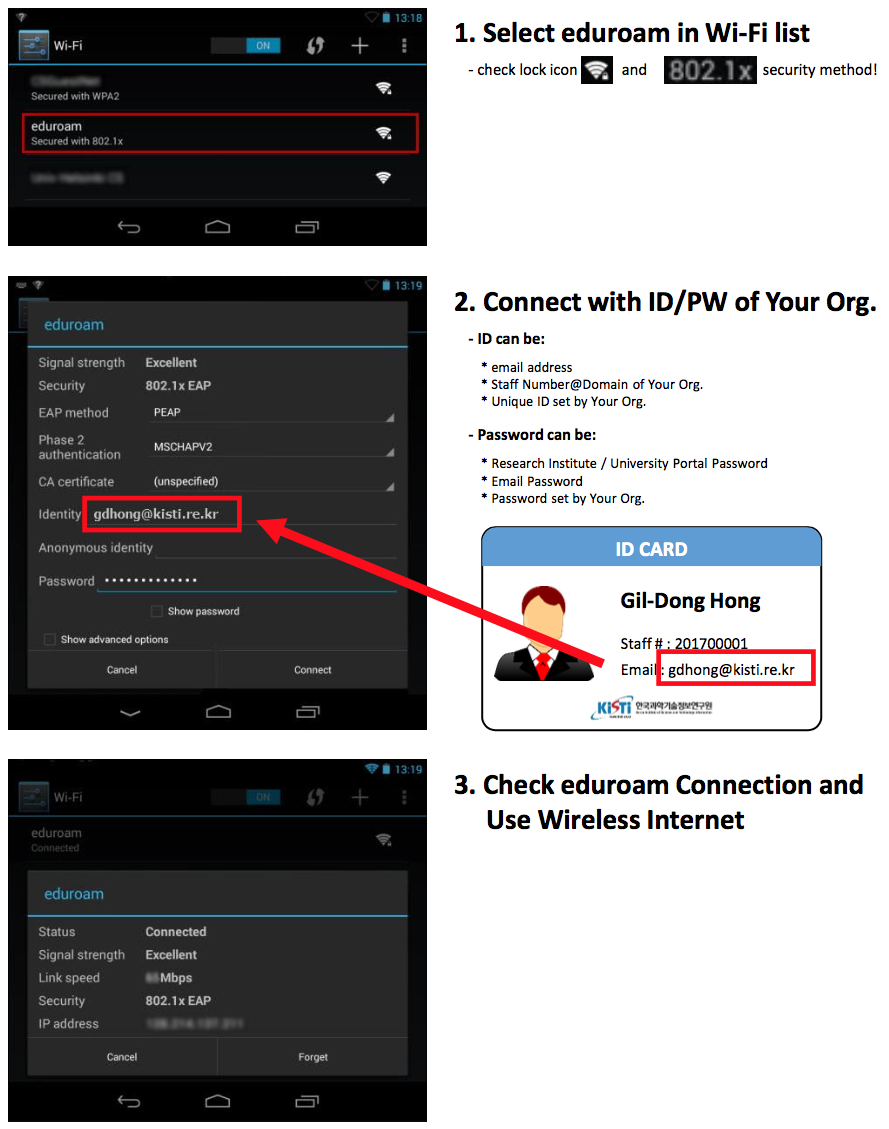 13:18
Wi-Fi
ON
Secured with WPA2
eduroam
Secured with 802.1x
1. Select eduroam in Wi-Fi list
- check lock icon and 802.1x security method!
13:19
eduroam
Signal strength Excellent
Security 802.1x EAP
EAP method PEAP
Phase 2
authentication MSCHAPV2
CA certificate (unspecified)
Identity gdhong@kisti.re.kr
Anonymous identity
Password •••••••••••••
Show password
Show advanced options
Cancel Connect
2. Connect with ID/PW of Your Org.
- ID can be:
* email address
* Staff Number@Domain of Your Org.
* Unique ID set by Your Org.
- Password can be:
* Research Institute / University Portal Password
* Email Password
* Password set by Your Org.
ID CARD
Gil-Dong Hong
Staff # : 201700001
Email : gdhong@kisti.re.kr
KiSTi 한국과학기술정보연구원
13:19
Wi-Fi
ON
eduroam
Connected
eduroam
Status Connected
Signal strength Excellent
Link speed Mbps
Security 802.1x EAP
IP address
Cancel Forget
3. Check eduroam Connection and
Use Wireless Internet